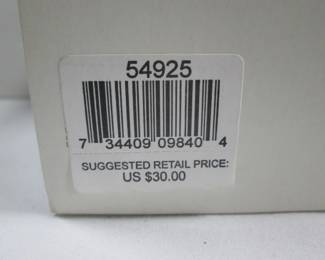 54925
7 34409 09840 4
SUGGESTED RETAIL PRICE:
US $30.00